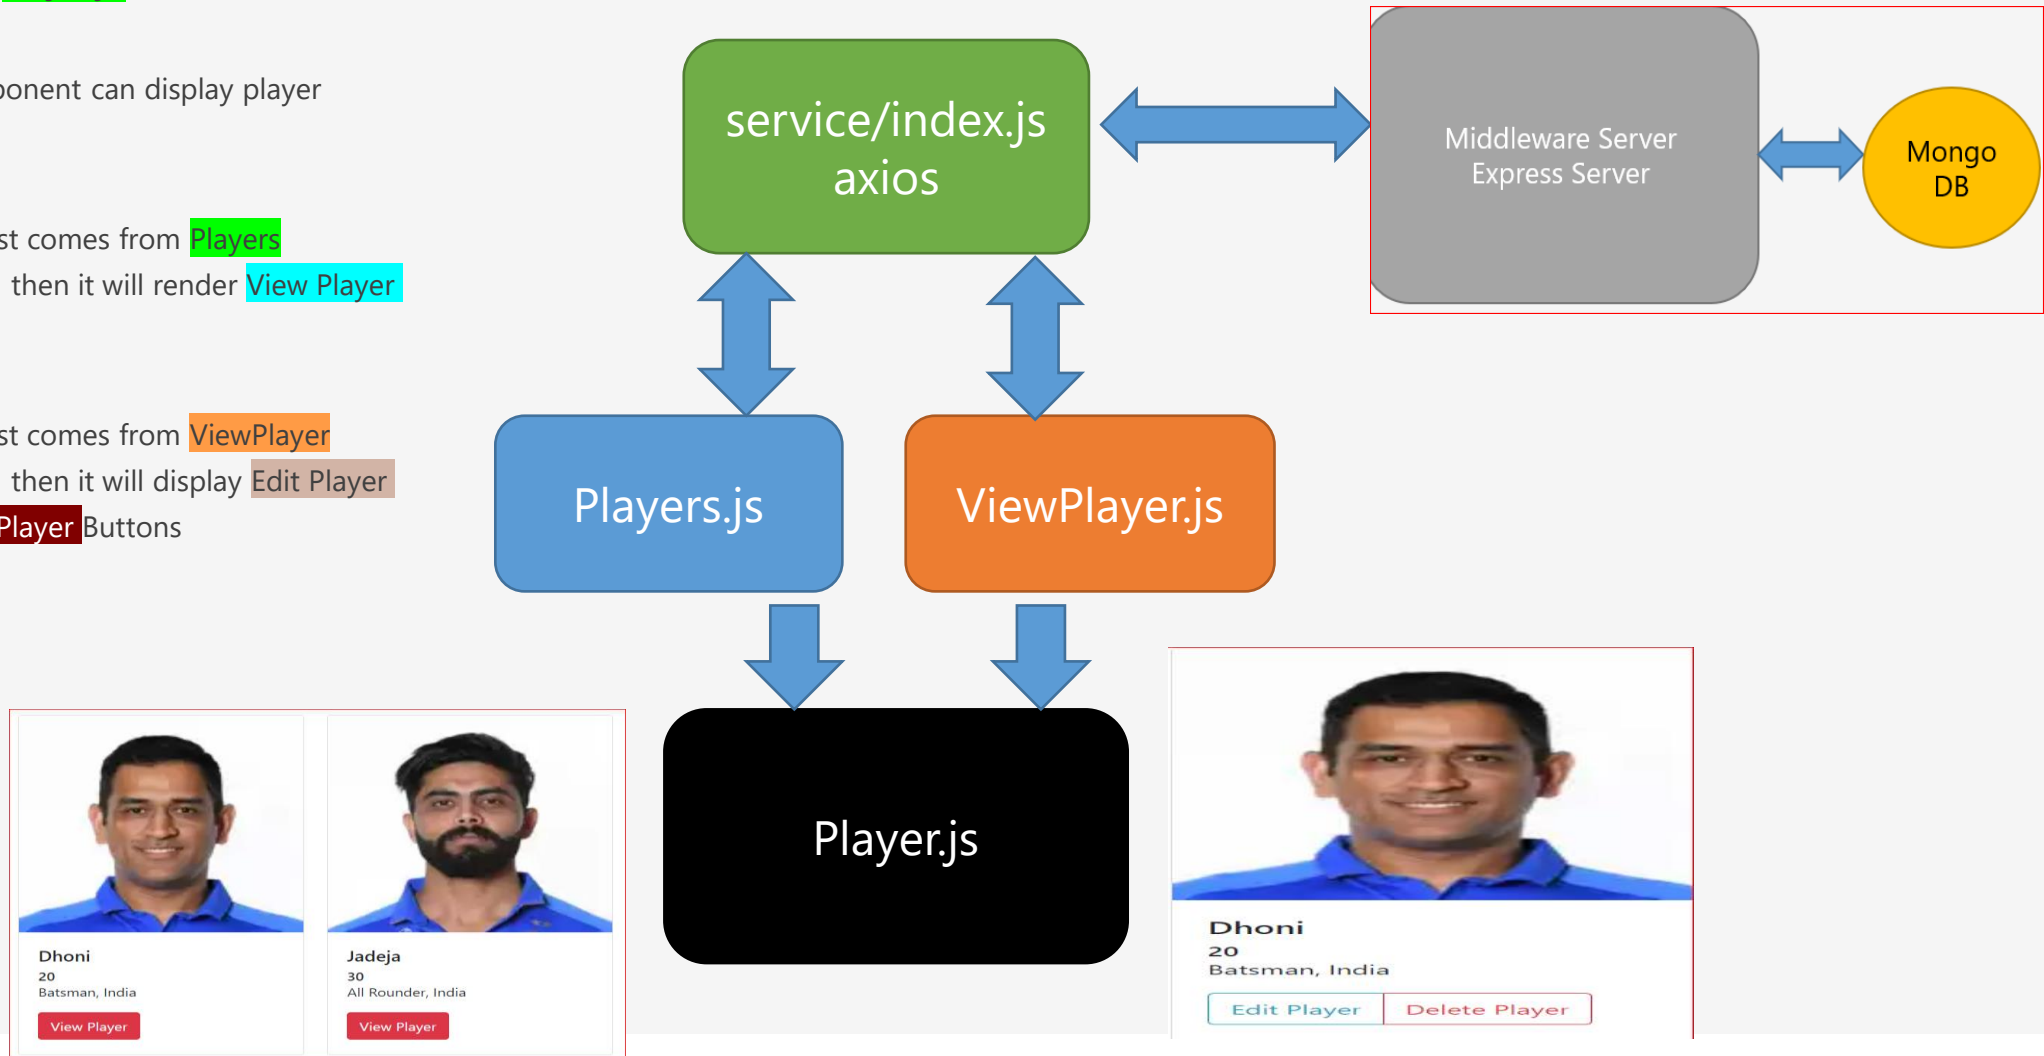 ponent can display player
st comes from Players
then it will render View Player
st comes from ViewPlayer
then it will display Edit Player
Player Buttons
service/index.js
axios
Middleware Server
Express Server
Mongo
DB
Players.js
ViewPlayer.js
Player.js
Dhoni
20
Batsman, India
View Player
Jadeja
30
All Rounder, India
View Player
Dhoni
20
Batsman, India
Edit Player
Delete Player